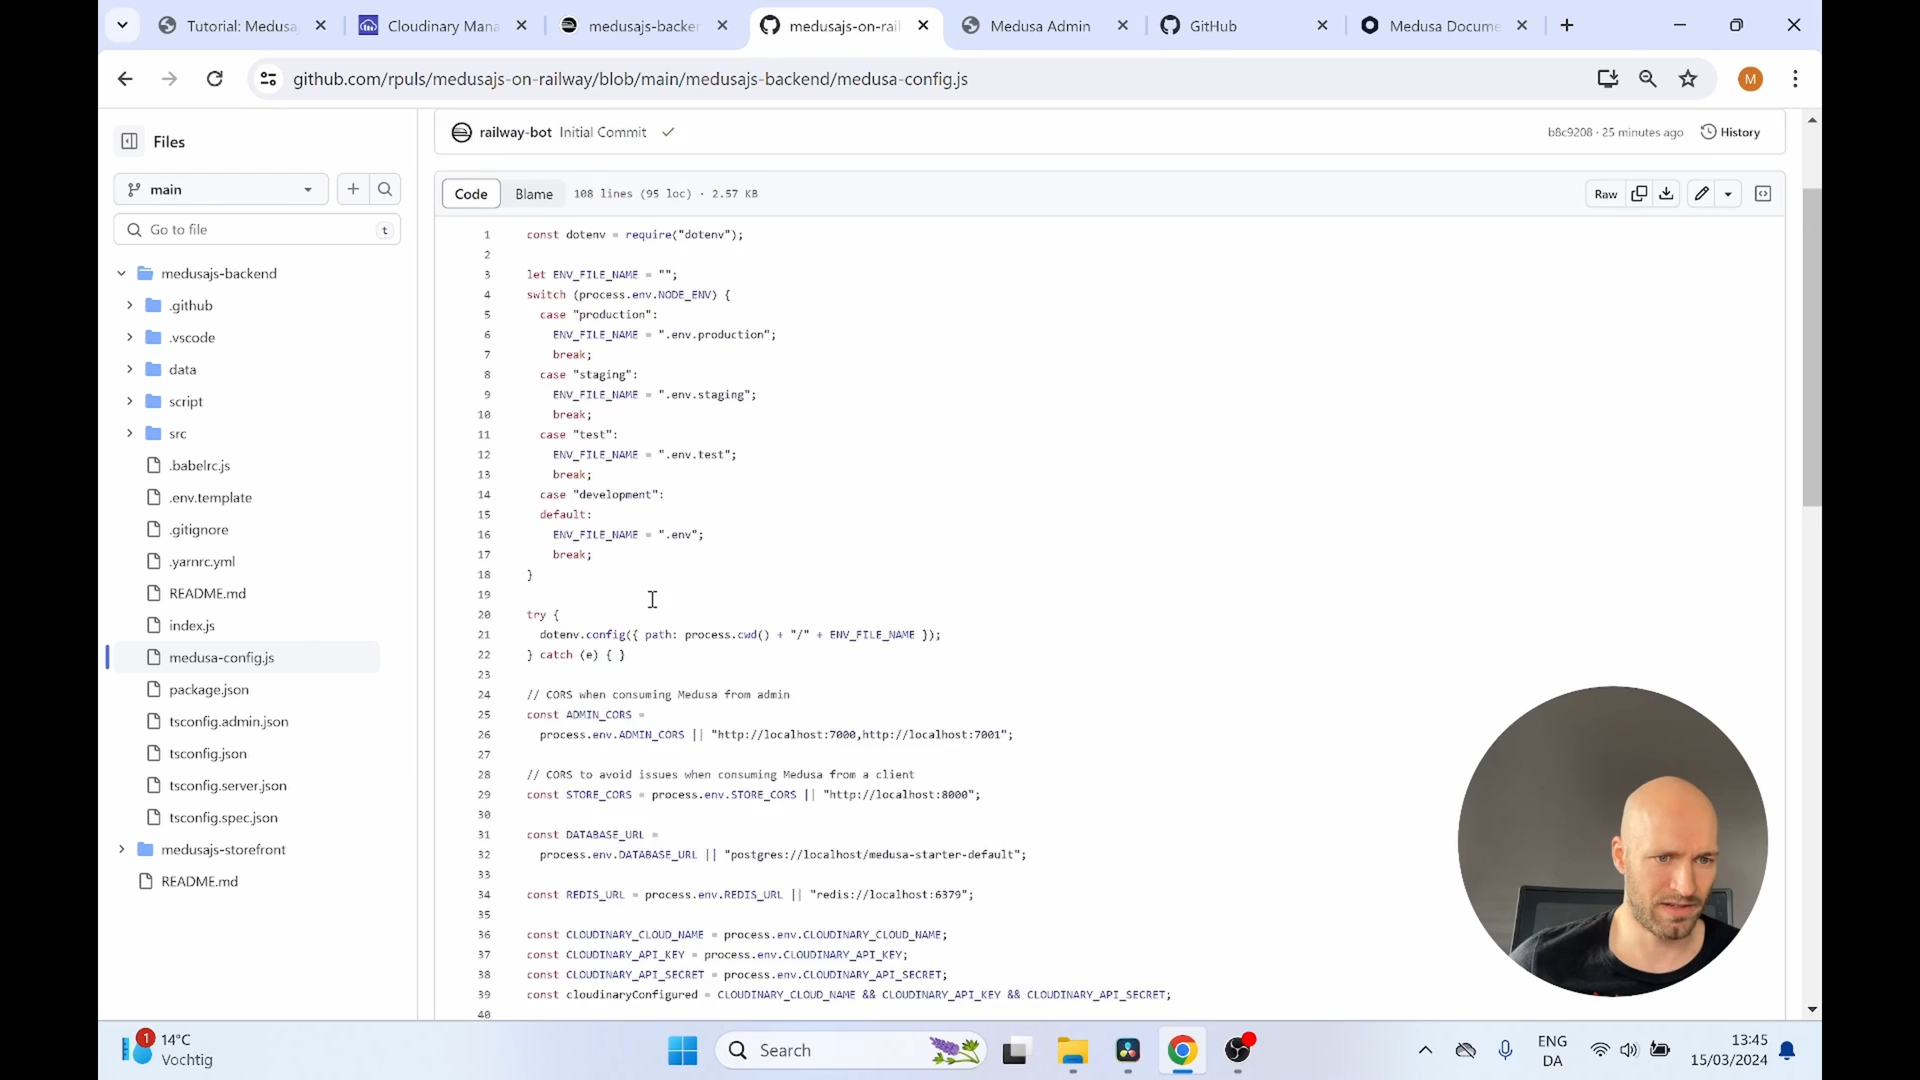 Tutorial: Medusa
Cloudinary Mana
medusajs-backen
medusajs-on-rail
Medusa Admin
GitHub
Medusa Docume
github.com/rpuls/medusajs-on-railway/blob/main/medusajs-backend/medusa-config.js
M
Files
main
Go to file
t
medusajs-backend
.github
.vscode
data
script
src
.babelrc.js
.env.template
.gitignore
.yarnrc.yml
README.md
index.js
medusa-config.js
package.json
tsconfig.admin.json
tsconfig.json
tsconfig.server.json
tsconfig.spec.json
medusajs-storefront
README.md
railway-bot Initial Commit
b8c9208 · 25 minutes ago
History
Code Blame 108 lines (95 loc) · 2.57 KB
Raw
1 const dotenv = require("dotenv");
2
3 let ENV_FILE_NAME = "";
4 switch (process.env.NODE_ENV) {
5 case "production":
6 ENV_FILE_NAME = ".env.production";
7 break;
8 case "staging":
9 ENV_FILE_NAME = ".env.staging";
10 break;
11 case "test":
12 ENV_FILE_NAME = ".env.test";
13 break;
14 case "development":
15 default:
16 ENV_FILE_NAME = ".env";
17 break;
18 }
19
20 try {
21 dotenv.config({ path: process.cwd() + "/" + ENV_FILE_NAME });
22 } catch (e) { }
23
24 // CORS when consuming Medusa from admin
25 const ADMIN_CORS =
26 process.env.ADMIN_CORS || "http://localhost:7000,http://localhost:7001";
27
28 // CORS to avoid issues when consuming Medusa from a client
29 const STORE_CORS = process.env.STORE_CORS || "http://localhost:8000";
30
31 const DATABASE_URL =
32 process.env.DATABASE_URL || "postgres://localhost/medusa-starter-default";
33
34 const REDIS_URL = process.env.REDIS_URL || "redis://localhost:6379";
35
36 const CLOUDINARY_CLOUD_NAME = process.env.CLOUDINARY_CLOUD_NAME;
37 const CLOUDINARY_API_KEY = process.env.CLOUDINARY_API_KEY;
38 const CLOUDINARY_API_SECRET = process.env.CLOUDINARY_API_SECRET;
39 const cloudinaryConfigured = CLOUDINARY_CLOUD_NAME && CLOUDINARY_API_KEY && CLOUDINARY_API_SECRET;
40
1
14°C
Vochtig
Search
ENG
DA
13:45
15/03/2024